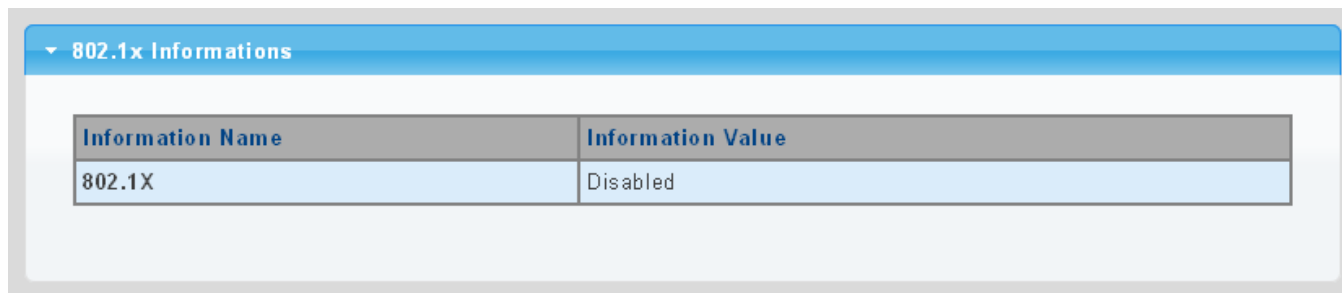 802.1x Informations
Information Name Information Value
802.1X Disabled